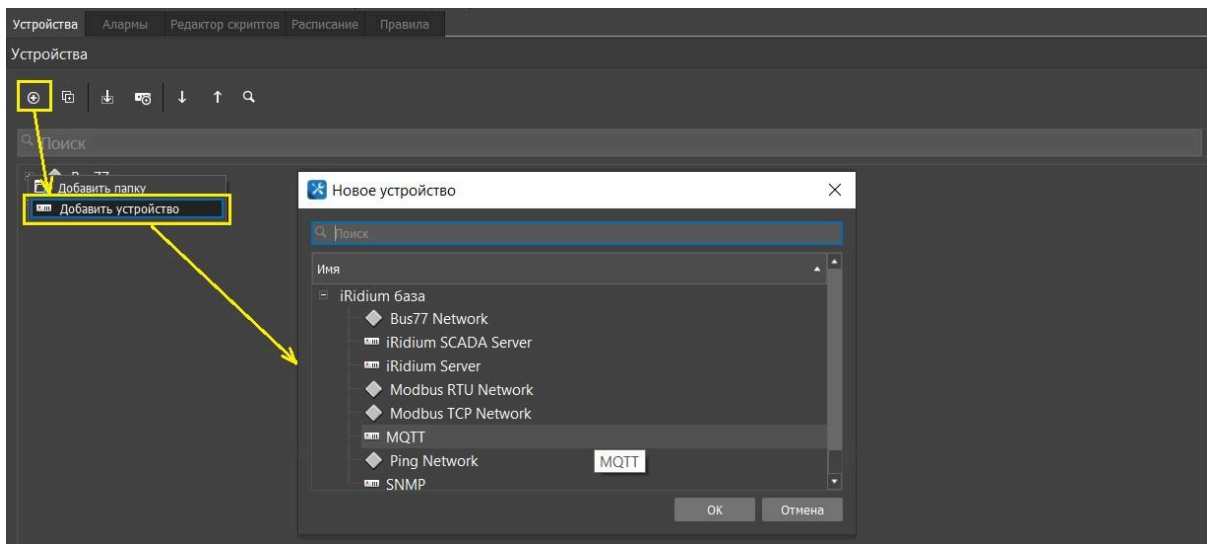 Устройства Алармы Редактор скриптов Расписание Правила
Устройства
Поиск
Добавить папку
Добавить устройство
Новое устройство
Поиск
Имя
iRidium база
Bus77 Network
iRidium SCADA Server
iRidium Server
Modbus RTU Network
Modbus TCP Network
MQTT
Ping Network
MQTT
SNMP
OK Отмена